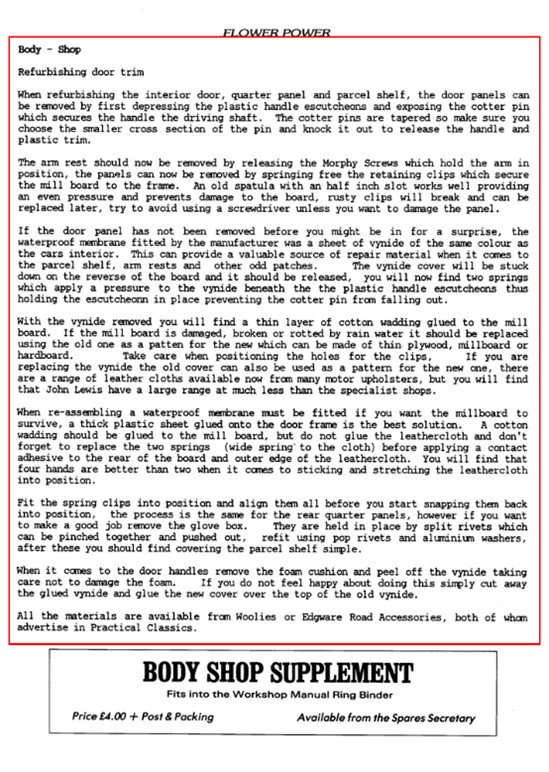 FLOWER POWER
Body - Shop
Refurbishing door trim
When refurbishing the interior door, quarter panel and parcel shelf, the door panels can
be removed by first depressing the plastic handle escutcheons and exposing the cotter pin
which secures the handle the driving shaft. The cotter pins are tapered so make sure you
choose the smaller cross section of the pin and knock it out to release the handle and
plastic trim.
The arm rest should now be removed by releasing the Morphy Screws which hold the arm in
position, the panels can now be removed by springing free the retaining clips which secure
the mill board to the frame. An old spatula with an half inch slot works well providing
an even pressure and prevents damage to the board, rusty clips will break and can be
replaced later, try to avoid using a screwdriver unless you want to damage the panel.
If the door panel has not been removed before you might be in for a surprise, the
waterproof membrane fitted by the manufacturer was a sheet of vynide of the same colour as
the cars interior. This can provide a valuable source of repair material when it comes to
the parcel shelf, arm rests and other odd patches. The vynide cover will be stuck
down on the reverse of the board and it should be released, you will now find two springs
which apply a pressure to the vynide beneath the the plastic handle escutcheons thus
holding the escutcheonn in place preventing the cotter pin from falling out.
With the vynide removed you will find a thin layer of cotton wadding glued to the mill
board. If the mill board is damaged, broken or rotted by rain water it should be replaced
using the old one as a patten for the new which can be made of thin plywood, millboard or
hardboard. Take care when positioning the holes for the clips, If you are
replacing the vynide the old cover can also be used as a pattern for the new one, there
are a range of leather cloths available now from many motor upholsters, but you will find
that John Lewis have a large range at much less than the specialist shops.
When re-assembling a waterproof membrane must be fitted if you want the millboard to
survive, a thick plastic sheet glued onto the door frame is the best solution. A cotton
wadding should be glued to the mill board, but do not glue the leathercloth and don't
forget to replace the two springs (wide spring to the cloth) before applying a contact
adhesive to the rear of the board and outer edge of the leathercloth. You will find that
four hands are better than two when it comes to sticking and stretching the leathercloth
into position.
Fit the spring clips into position and align them all before you start snapping them back
into position, the process is the same for the rear quarter panels, however if you want
to make a good job remove the glove box. They are held in place by split rivets which
can be pinched together and pushed out, refit using pop rivets and aluminium washers,
after these you should find covering the parcel shelf simple.
When it comes to the door handles remove the foam cushion and peel off the vynide taking
care not to damage the foam. If you do not feel happy about doing this simply cut away
the glued vynide and glue the new cover over the top of the old vynide.
All the materials are available from Woolies or Edgware Road Accessories, both of whom
advertise in Practical Classics.
BODY SHOP SUPPLEMENT
Fits into the Workshop Manual Ring Binder
Price £4.00 + Post & Packing Available from the Spares Secretary